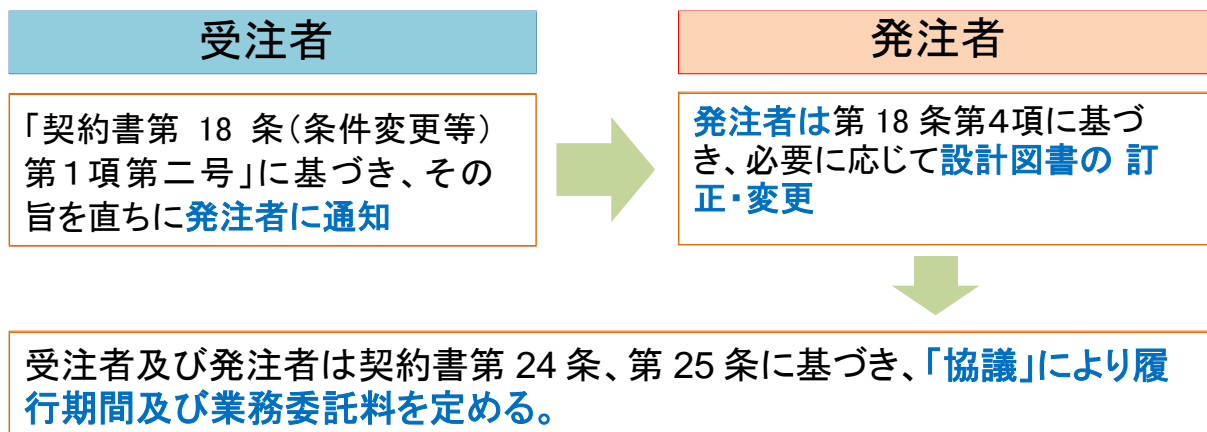 受注者
発注者
「契約書第 18 条(条件変更等)
第1項第二号」に基づき、その
旨を直ちに発注者に通知
発注者は第 18 条第4項に基づ
き、必要に応じて設計図書の 訂
正・変更
受注者及び発注者は契約書第 24 条、第 25 条に基づき、「協議」により履
行期間及び業務委託料を定める。